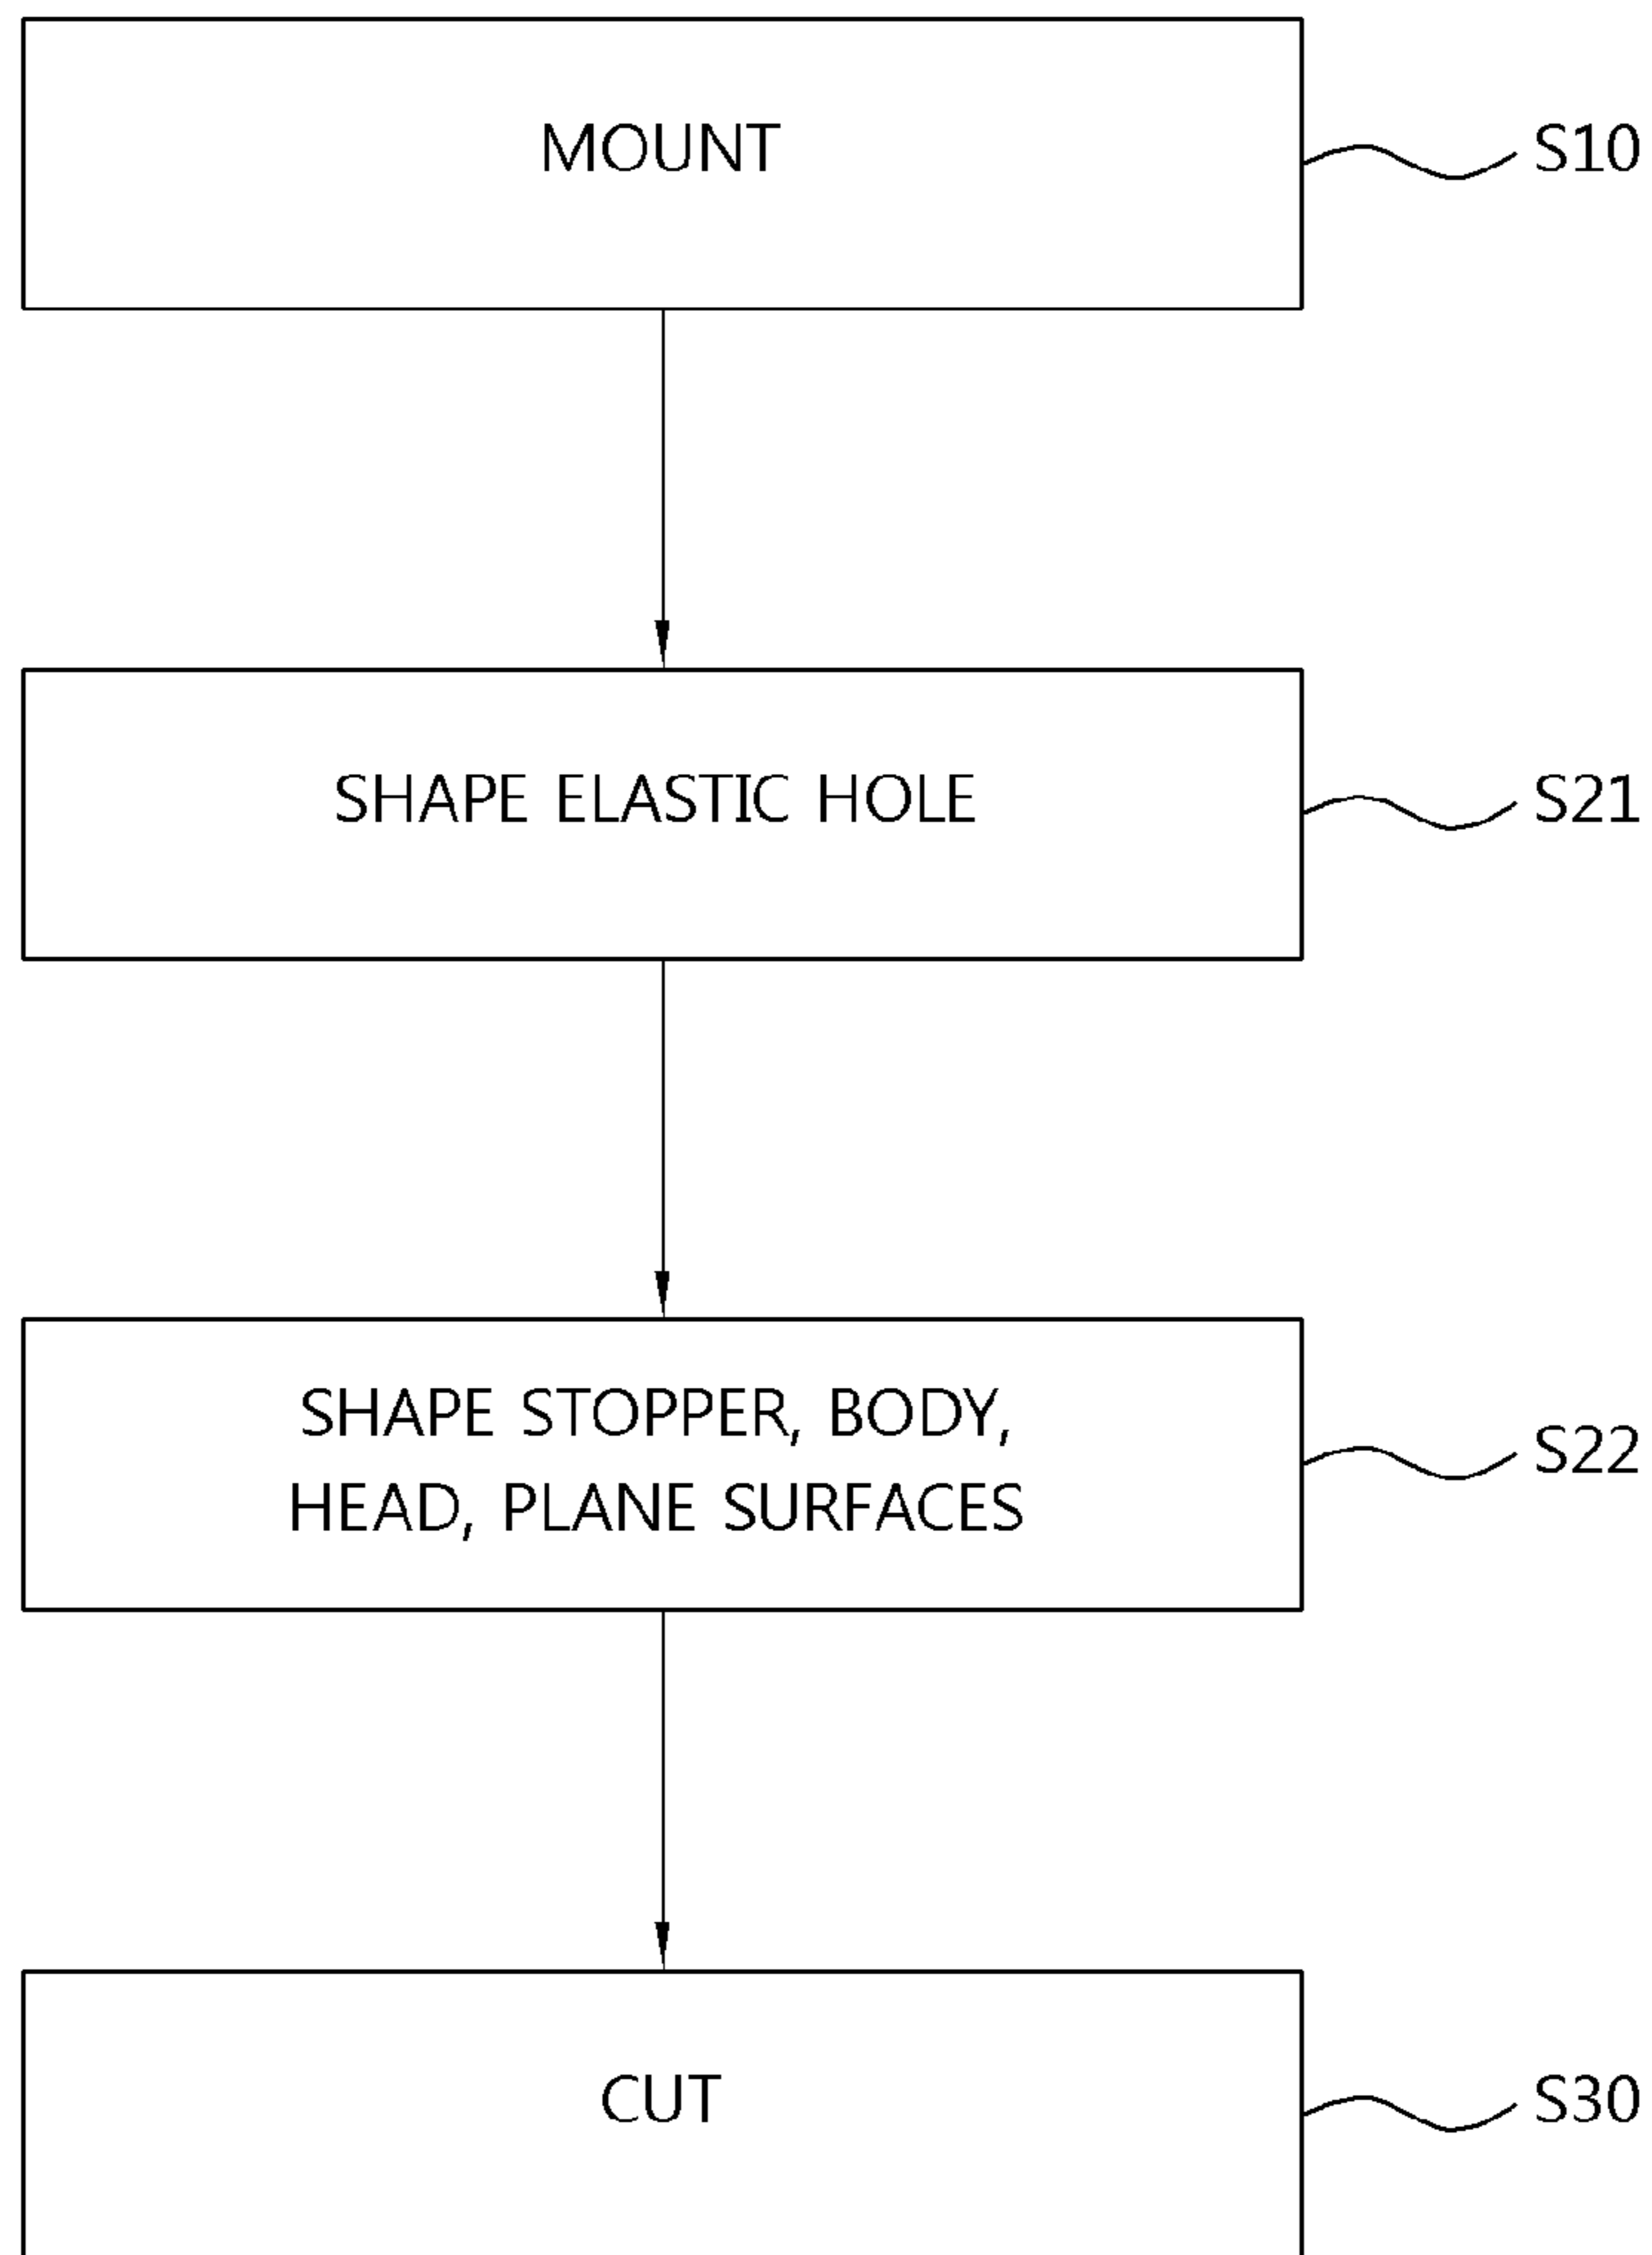 MOUNT
S10
SHAPE ELASTIC HOLE
S21
SHAPE STOPPER, BODY,
HEAD, PLANE SURFACES
S22
CUT
S30